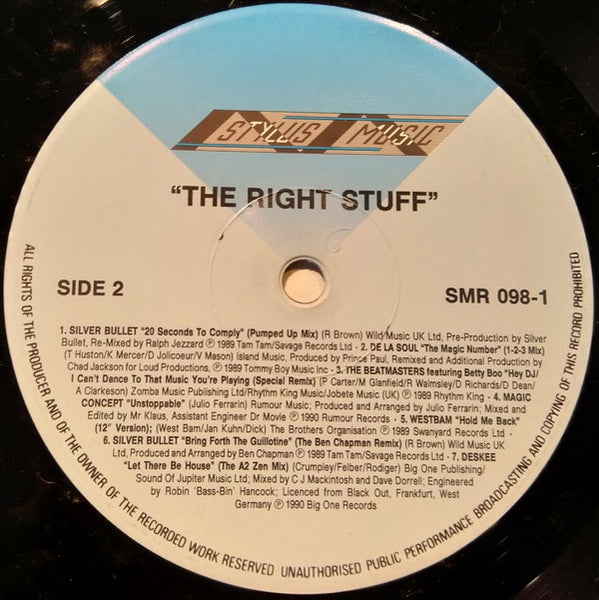 STYLUS MUSIC
"THE RIGHT STUFF"
SIDE 2
SMR 098-1
1. SILVER BULLET "20 Seconds To Comply" (Pumped Up Mix) (R Brown) Wild Music UK Ltd, Pre-Production by Silver
Bullet, Re-Mixed by Ralph Jezzard ℗ 1989 Tam Tam/Savage Records Ltd · 2. DE LA SOUL "The Magic Number" (1-2-3 Mix)
(T Huston/K Mercer/D Jolicoeur/V Mason) Island Music, Produced by Prince Paul, Remixed and Additional Production by
Chad Jackson for Loud Productions, ℗ 1989 Tommy Boy Music Inc · 3. THE BEATMASTERS featuring Betty Boo "Hey DJ/
I Can't Dance To That Music You're Playing (Special Remix) (P Carter/M Glanfield/R Walmsley/D Richards/D Dean/
A Clarkeson) Zomba Music Publishing Ltd/Rhythm King Music/Jobete Music (UK) ℗ 1989 Rhythm King · 4. MAGIC
CONCEPT "Unstoppable" (Julio Ferrarin) Rumour Music; Produced and Arranged by Julio Ferrarin; Mixed and
Edited by Mr Klaus, Assistant Engineer Dr Movie ℗ 1990 Rumour Records · 5. WESTBAM "Hold Me Back"
(12" Version); (West Bam/Jan Kuhn/Dick) The Brothers Organisation ℗ 1989 Swanyard Records Ltd ·
6. SILVER BULLET "Bring Forth The Guillotine" (The Ben Chapman Remix) (R Brown) Wild Music UK
Ltd, Produced and Arranged by Ben Chapman ℗ 1989 Tam Tam/Savage Records Ltd · 7. DESKEE
"Let There Be House" (The A2 Zen Mix) (Crumpley/Felber/Rodiger) Big One Publishing/
Sound Of Jupiter Music Ltd; Mixed by C J Mackintosh and Dave Dorrell; Engineered
by Robin 'Bass-Bin' Hancock; Licenced from Black Out, Frankfurt, West
Germany ℗ 1990 Big One Records
ALL RIGHTS OF THE PRODUCER AND OF THE OWNER OF THE RECORDED WORK RESERVED UNAUTHORISED PUBLIC PERFORMANCE BROADCASTING AND COPYING OF THIS RECORD PROHIBITED